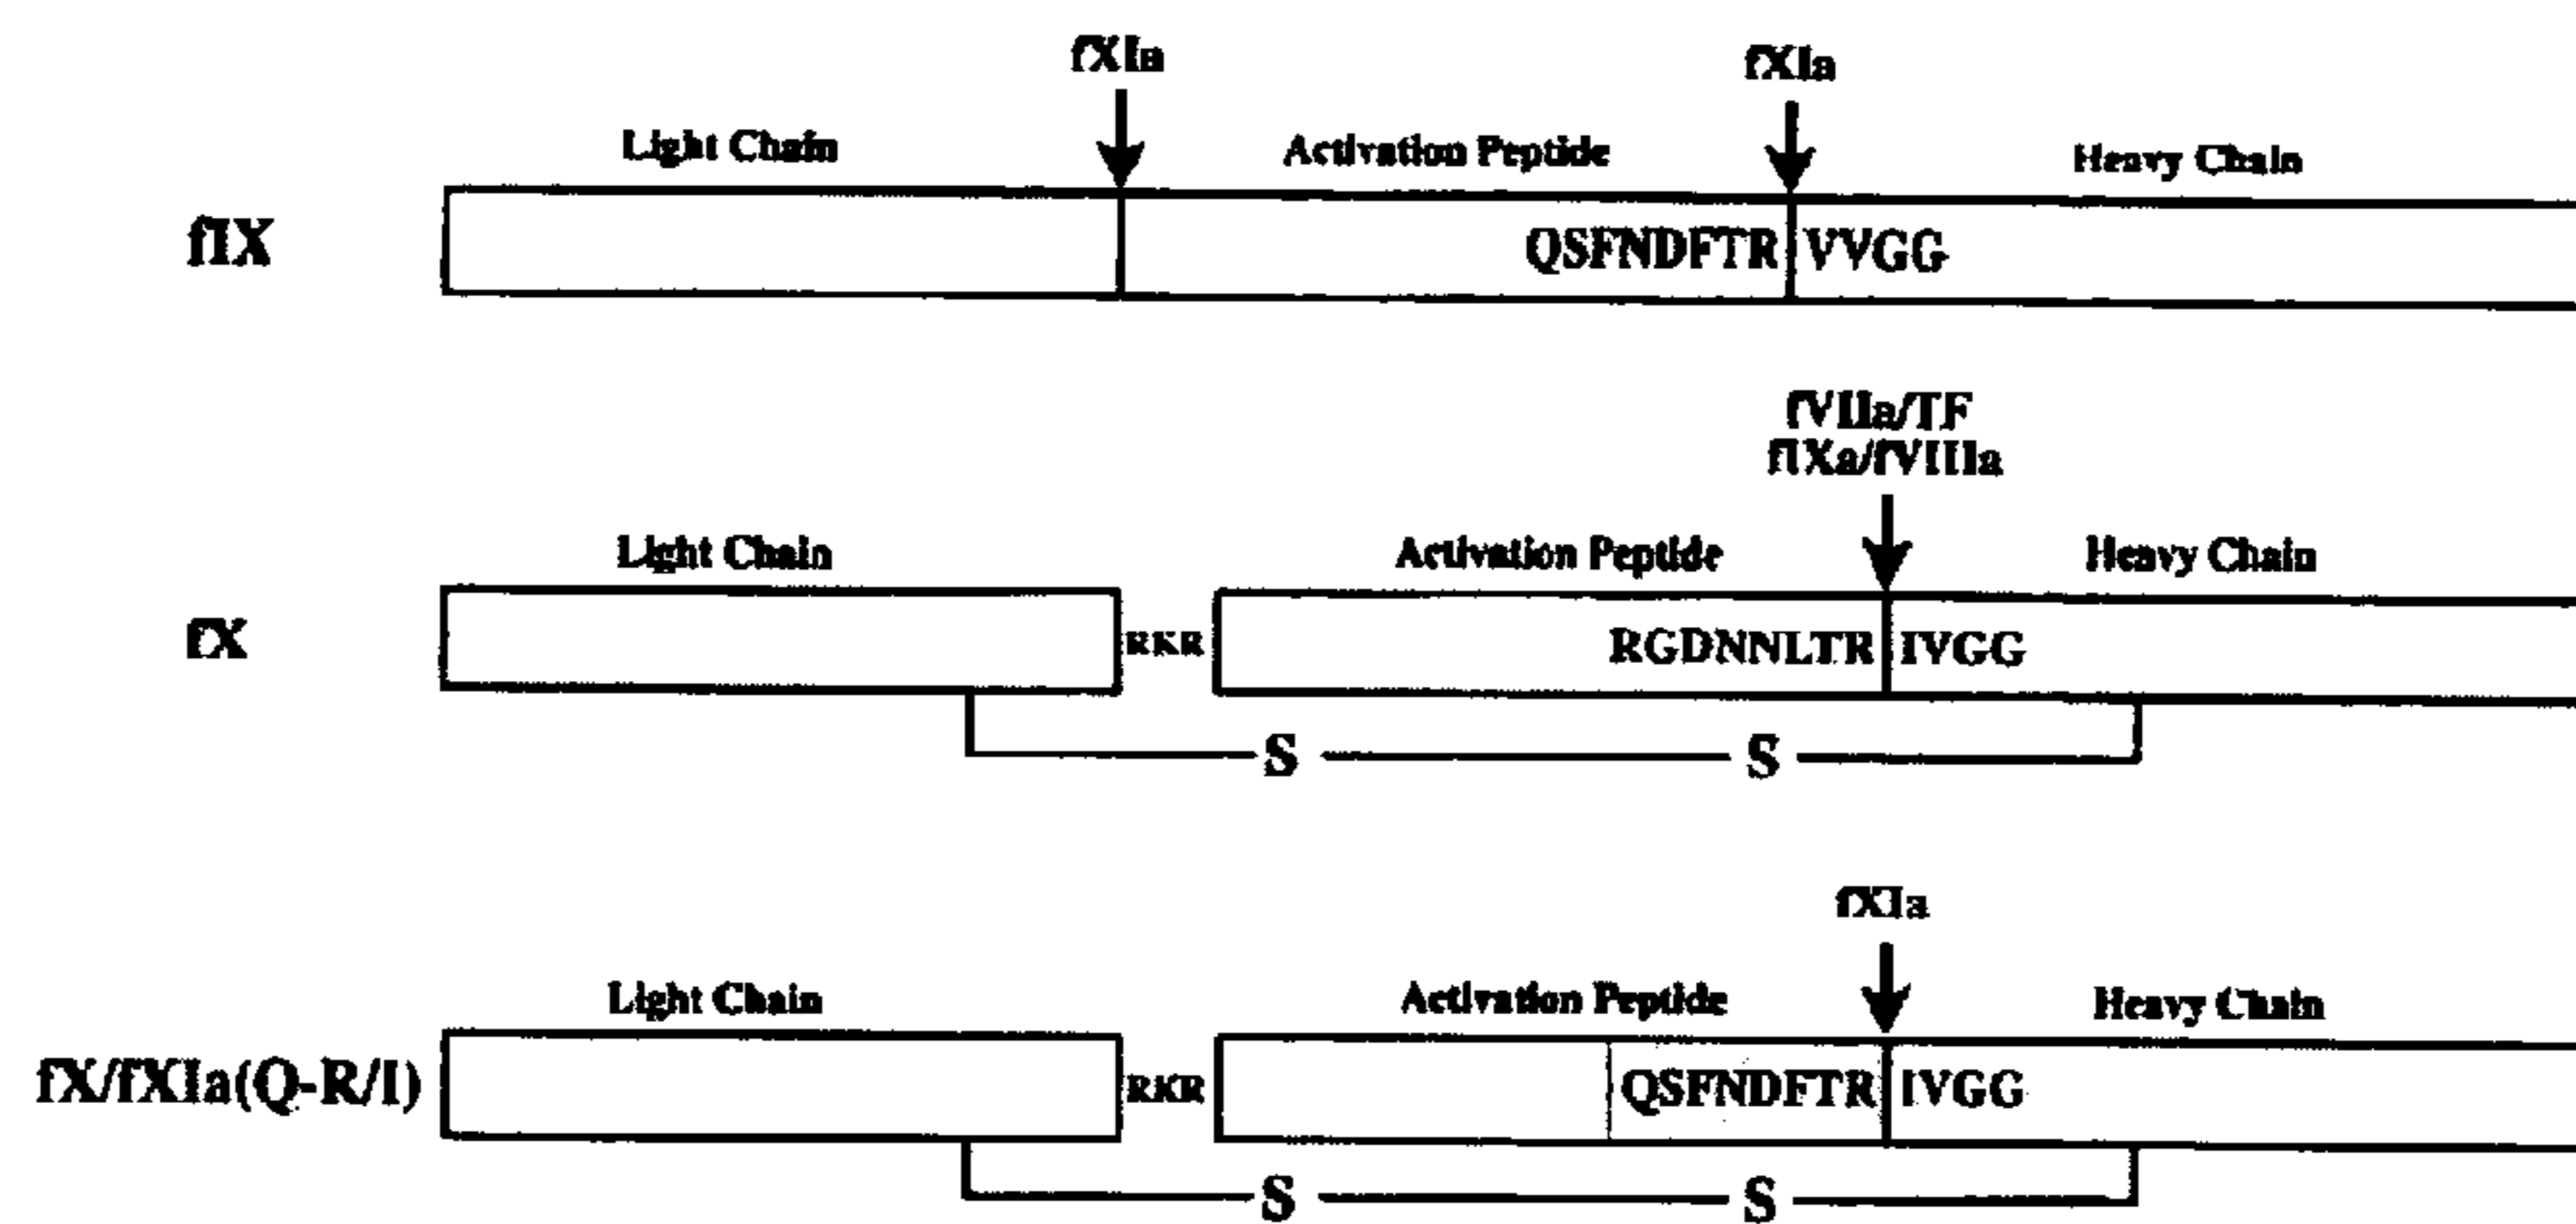 fXIa fXIa
Light Chain Activation Peptide Heavy Chain
fIX QSFNDFTR VVGG
fVIIa/TF
fIXa/fVIIIa
Light Chain Activation Peptide Heavy Chain
fX RKR RGDNNLTR IVGG
S S
fXIa
Light Chain Activation Peptide Heavy Chain
fX/fXIa(Q-R/I) RKR QSFNDFTR IVGG
S S